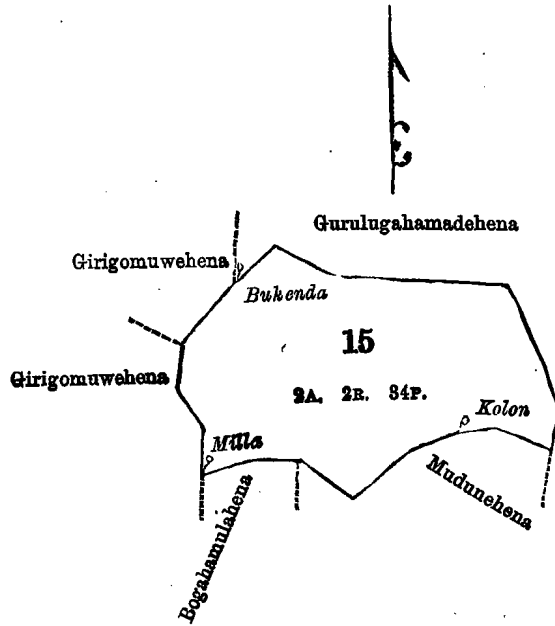 Gurulugahamadehena
Girigomuwehena
Bukenda
15
Girigomuwehena
2A. 2R. 34P.
Kolon
Milla
Mudunehena
Bogahamulahena